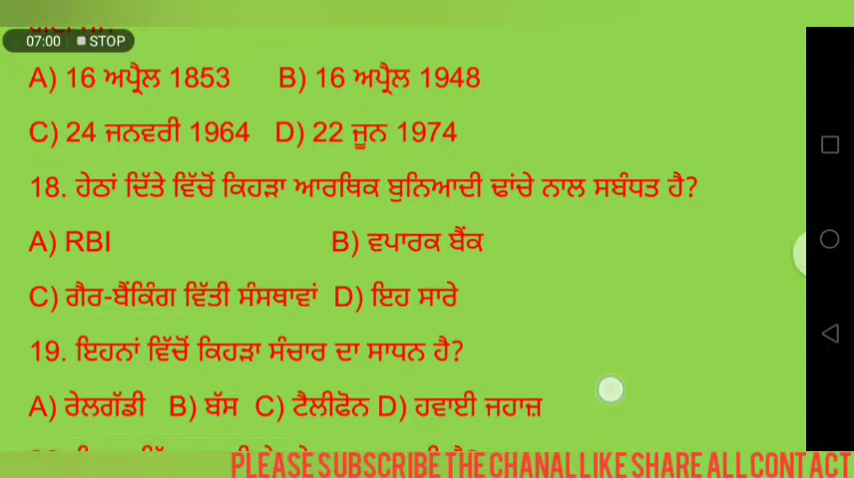 07:00 STOP
A) 16 ਅਪ੍ਰੈਲ 1853 B) 16 ਅਪ੍ਰੈਲ 1948
C) 24 ਜਨਵਰੀ 1964 D) 22 ਜੂਨ 1974
18. ਹੇਠਾਂ ਦਿੱਤੇ ਵਿੱਚੋਂ ਕਿਹੜਾ ਆਰਥਿਕ ਬੁਨਿਆਦੀ ਢਾਂਚੇ ਨਾਲ ਸਬੰਧਤ ਹੈ?
A) RBI B) ਵਪਾਰਕ ਬੈਂਕ
C) ਗੈਰ-ਬੈਂਕਿੰਗ ਵਿੱਤੀ ਸੰਸਥਾਵਾਂ D) ਇਹ ਸਾਰੇ
19. ਇਹਨਾਂ ਵਿੱਚੋਂ ਕਿਹੜਾ ਸੰਚਾਰ ਦਾ ਸਾਧਨ ਹੈ?
A) ਰੇਲਗੱਡੀ B) ਬੱਸ C) ਟੈਲੀਫੋਨ D) ਹਵਾਈ ਜਹਾਜ਼
PLEASE SUBSCRIBE THE CHANAL LIKE SHARE ALL CONTACT